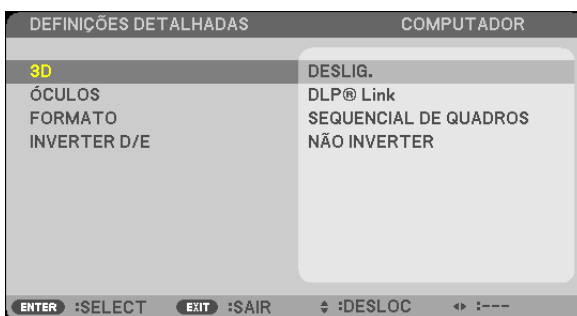 DEFINIÇÕES DETALHADAS COMPUTADOR
3D DESLIG.
ÓCULOS DLP® Link
FORMATO SEQUENCIAL DE QUADROS
INVERTER D/E NÃO INVERTER
ENTER :SELECT EXIT :SAIR :DESLOC :---